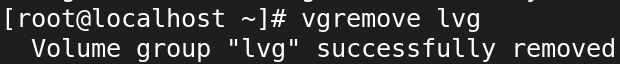 [root@localhost ~]# vgremove lvg
  Volume group "lvg" successfully removed